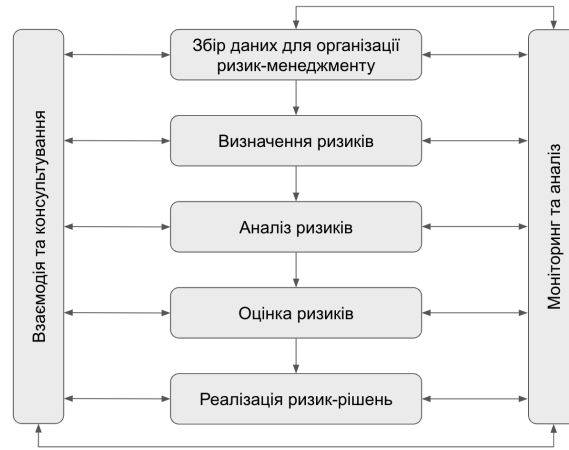 Взаємодія та консультування
Збір даних для організації
ризик-менеджменту
Визначення ризиків
Аналіз ризиків
Оцінка ризиків
Реалізація ризик-рішень
Моніторинг та аналіз